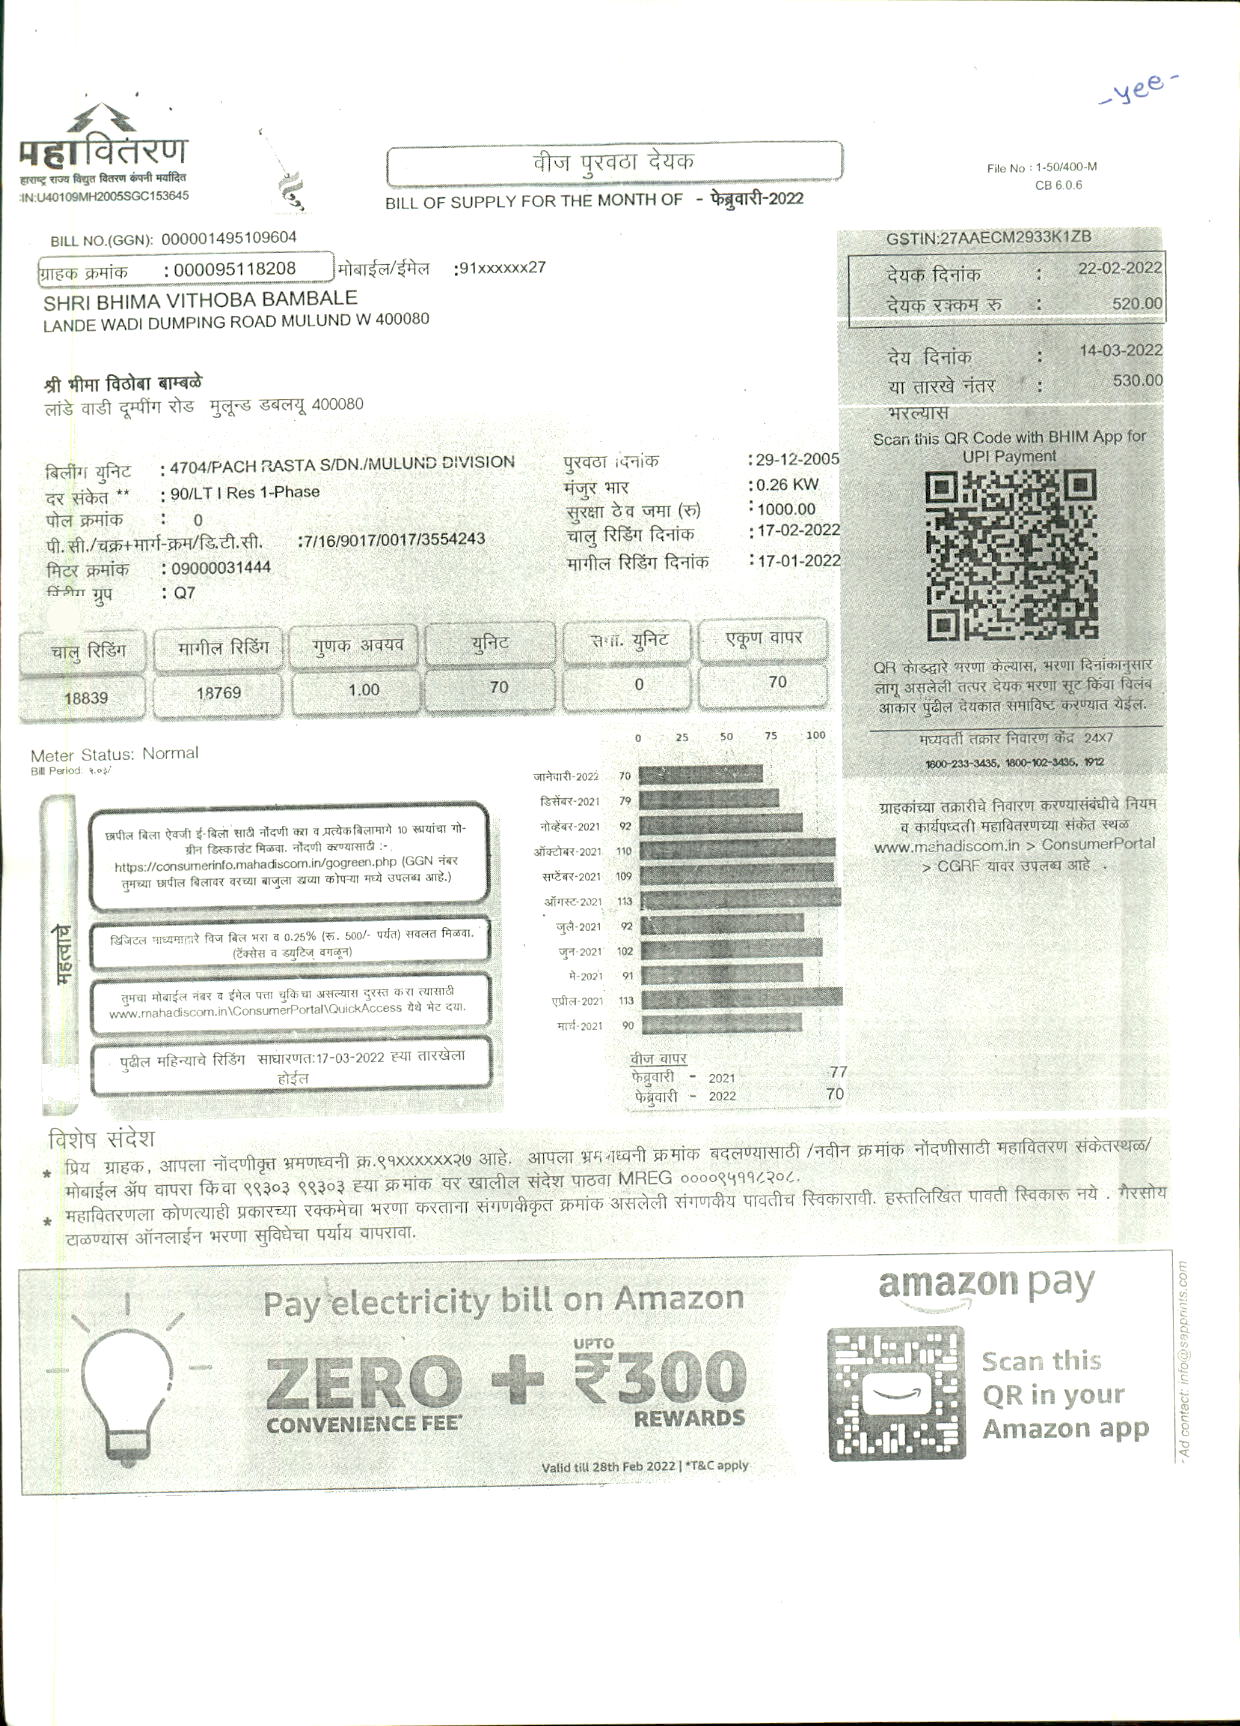 -yee-
महावितरण
हाराष्ट्र राज्य विद्युत वितरण कंपनी मर्यादित
:IN:U40109MH2005SGC153645
वीज पुरवठा देयक
BILL OF SUPPLY FOR THE MONTH OF - फेब्रुवारी-2022
File No : 1-50/400-M
CB 6.0.6
BILL NO.(GGN): 000001495109604
ग्राहक क्रमांक :000095118208 मोबाईल/ईमेल :91xxxxxx27
SHRI BHIMA VITHOBA BAMBALE
LANDE WADI DUMPING ROAD MULUND W 400080
श्री भीमा विठोबा बाम्बळे
लांडे वाडी दूम्पींग रोड मुलून्ड डबलयू 400080
GSTIN:27AAECM2933K1ZB
देयक दिनांक : 22-02-2022
देयक रक्कम रु : 520.00
देय दिनांक : 14-03-2022
या तारखे नंतर : 530.00
भरल्यास
Scan this QR Code with BHIM App for
UPI Payment
बिलींग युनिट : 4704/PACH RASTA S/DN./MULUND DIVISION
दर संकेत ** : 90/LT I Res 1-Phase
पोल क्रमांक : 0
पी.सी./चक्र+मार्ग-क्रम/डि.टी.सी. :7/16/9017/0017/3554243
मिटर क्रमांक : 09000031444
ग्रुप : Q7
पुरवठा दिनांक :29-12-2005
मंजुर भार :0.26 KW
सुरक्षा ठेव जमा (रु) :1000.00
चालु रिडिंग दिनांक :17-02-2022
मागील रिडिंग दिनांक :17-01-2022
चालु रिडिंग मागील रिडिंग गुणक अवयव युनिट युनिट एकूण वापर
18839 18769 1.00 70 0 70
QR कोडद्वारे भरणा केल्यास, भरणा दिनांकानुसार
लागू असलेली तत्पर देयक भरणा सूट किंवा विलंब
आकार पुढील देयकात समाविष्ट करण्यात येईल.
मध्यवर्ती तक्रार निवारण केंद्र 24X7
1800-233-3435, 1800-102-3435, 1912
ग्राहकांच्या तक्रारीचे निवारण करण्यासंबंधीचे नियम
व कार्यपध्दती महावितरणच्या संकेत स्थळ
www.mahadiscom.in > ConsumerPortal
> CGRF यावर उपलब्ध आहे .
Meter Status: Normal
Bill Period: १.०३/
महत्वाचे
छापील बिला ऐवजी ई-बिला साठी नोंदणी करा व प्रत्येकबिलामागे 10 रूपयांचा गो-
ग्रीन डिस्काउंट मिळवा. नोंदणी करण्यासाठी :-
https://consumerinfo.mahadiscom.in/gogreen.php (GGN नंबर
तुमच्या छापील बिलावर वरच्या बाजुला डाव्या कोपऱ्या मध्ये उपलब्ध आहे.)
डिजिटल माध्यमाद्वारे विज बिल भरा व 0.25% (रू. 500/- पर्यंत) सवलत मिळवा.
(टॅक्सेस व ड्युटिज् वगळून)
तुमचा मोबाईल नंबर व ईमेल पत्ता चुकिचा असल्यास दुरस्त करा त्यासाठी
www.mahadiscom.in\ConsumerPortal\QuickAccess येथे भेट दया.
पुढील महिन्याचे रिडिंग साधारणत:17-03-2022 ह्या तारखेला
होईल
0 25 50 75 100
जानेवारी-2022 70
डिसेंबर-2021 79
नोव्हेंबर-2021 92
ऑक्टोबर-2021 110
सप्टेंबर-2021 109
ऑगस्ट-2021 113
जुलै-2021 92
जुन-2021 102
मे-2021 91
एप्रील-2021 113
मार्च-2021 90
वीज वापर
फेब्रुवारी - 2021 77
फेब्रुवारी - 2022 70
विशेष संदेश
* प्रिय ग्राहक, आपला नोंदणीकृत भ्रमणध्वनी क्र.९१XXXXXX२७ आहे. आपला भ्रमणध्वनी क्रमांक बदलण्यासाठी /नवीन क्रमांक नोंदणीसाठी महावितरण संकेतस्थळ/
मोबाईल ॲप वापरा किंवा ९९३०३ ९९३०३ ह्या क्रमांक वर खालील संदेश पाठवा MREG ००००९५११८२०८.
* महावितरणला कोणत्याही प्रकारच्या रक्कमेचा भरणा करताना संगणकीकृत क्रमांक असलेली संगणकीय पावतीच स्विकारावी. हस्तलिखित पावती स्विकारू नये . गैरसोय
टाळण्यास ऑनलाईन भरणा सुविधेचा पर्याय वापरावा.
Pay electricity bill on Amazon
ZERO + UPTO ₹300
CONVENIENCE FEE* REWARDS
Valid till 28th Feb 2022 | *T&C apply
amazon pay
Scan this
QR in your
Amazon app
- Ad contact: info@sapprints.com